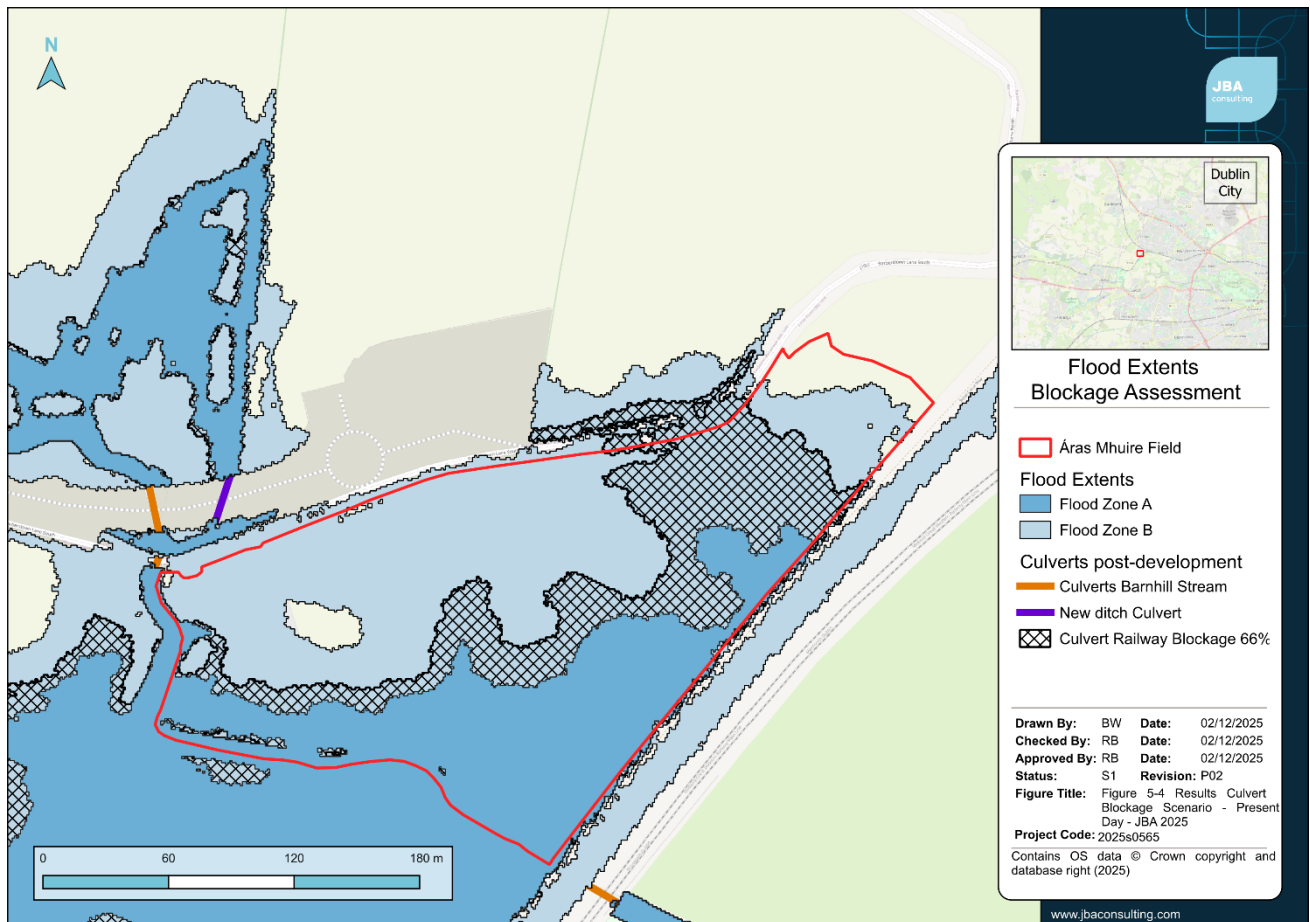 N
JBA
consulting
Dublin
City
Flood Extents
Blockage Assessment
Áras Mhuire Field
Flood Extents
Flood Zone A
Flood Zone B
Culverts post-development
Culverts Barnhill Stream
New ditch Culvert
Culvert Railway Blockage 66%
Drawn By: BW Date: 02/12/2025
Checked By: RB Date: 02/12/2025
Approved By: RB Date: 02/12/2025
Status: S1 Revision: P02
Figure Title: Figure 5-4 Results Culvert
Blockage Scenario - Present
Day - JBA 2025
Project Code: 2025s0565
Contains OS data © Crown copyright and
database right (2025)
www.jbaconsulting.com
0 60 120 180 m